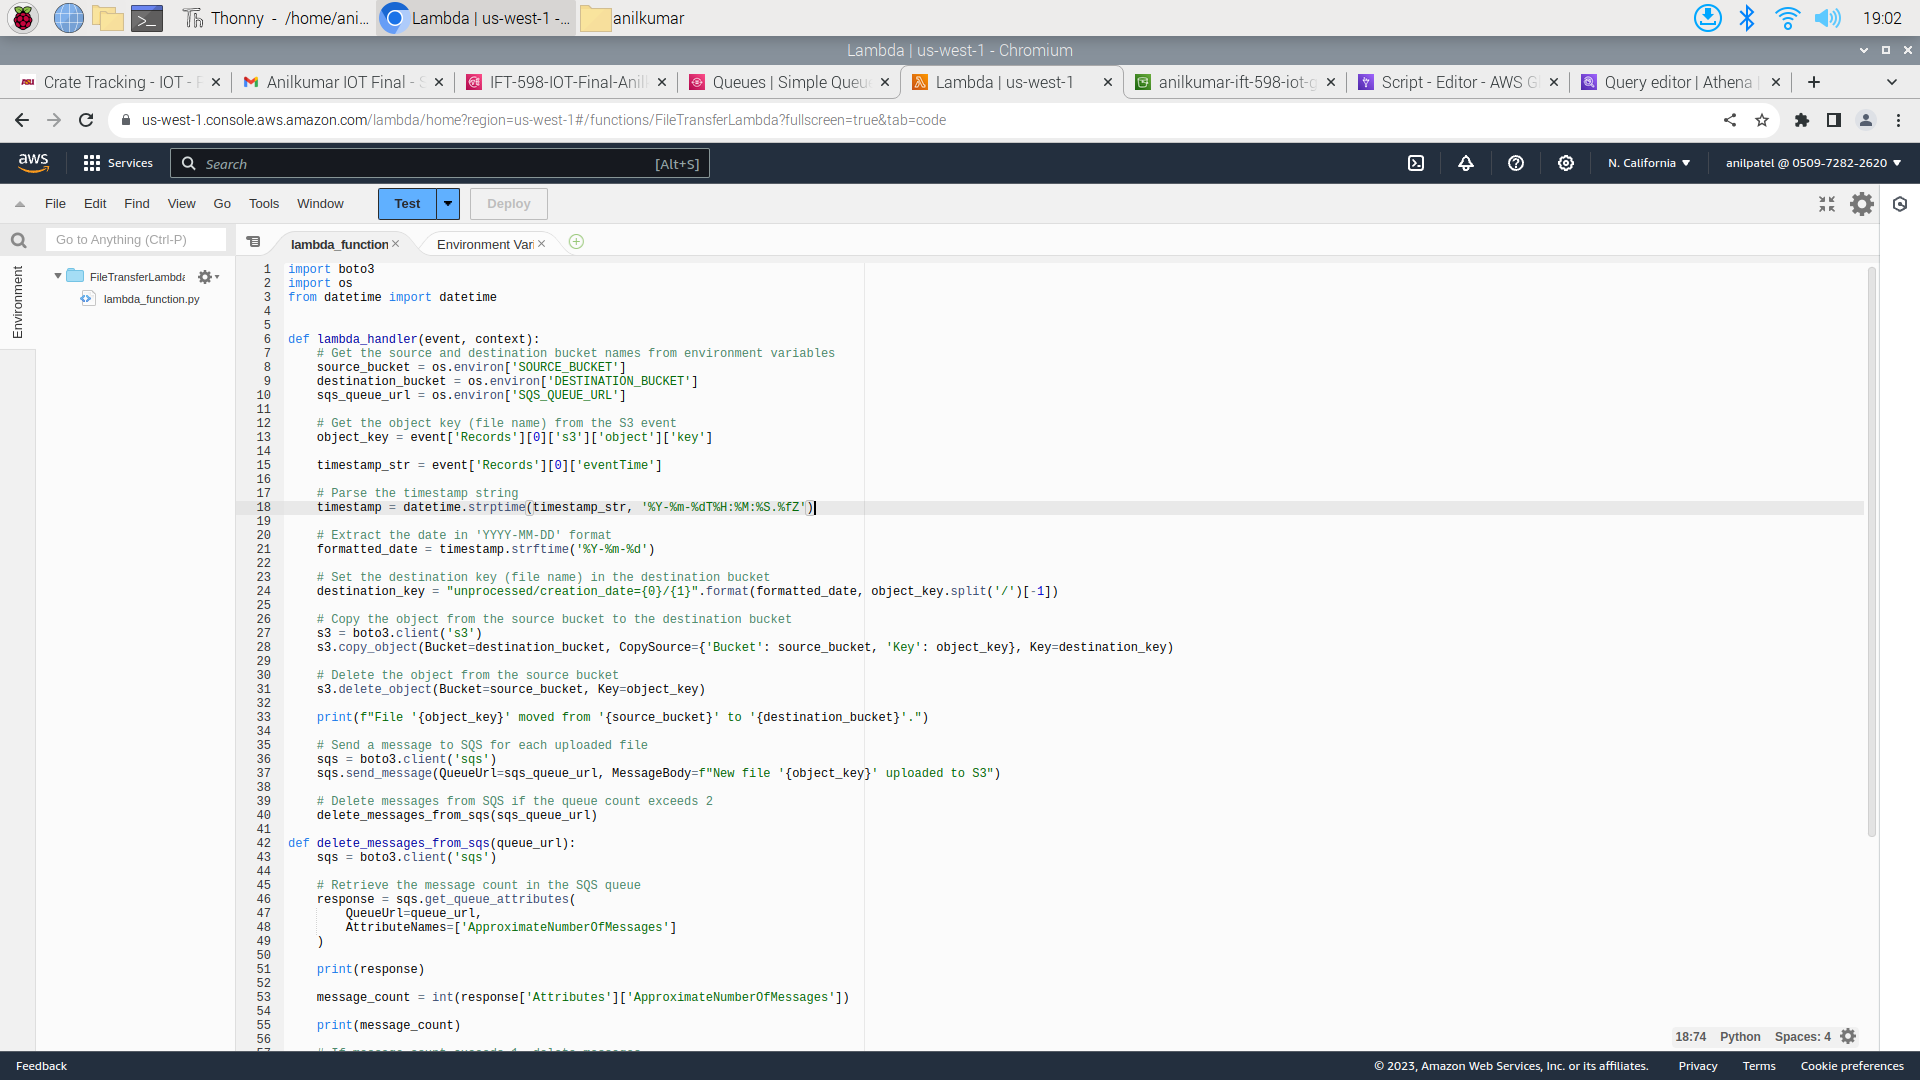 Thonny - /home/ani...
Lambda | us-west-1 -...
anilkumar
19:02
Lambda | us-west-1 - Chromium
Crate Tracking - IOT -
Anilkumar IOT Final -
IFT-598-IOT-Final-Anil
Queues | Simple Queue
Lambda | us-west-1
anilkumar-ift-598-iot-g
Script - Editor - AWS Gl
Query editor | Athena |
us-west-1.console.aws.amazon.com/lambda/home?region=us-west-1#/functions/FileTransferLambda?fullscreen=true&tab=code
aws
Services
Search
[Alt+S]
N. California
anilpatel @ 0509-7282-2620
File Edit Find View Go Tools Window
Test
Deploy
Go to Anything (Ctrl-P)
lambda_function
Environment Var
Environment
FileTransferLambda
lambda_function.py
1 import boto3
2 import os
3 from datetime import datetime
4
5
6 def lambda_handler(event, context):
7 # Get the source and destination bucket names from environment variables
8 source_bucket = os.environ['SOURCE_BUCKET']
9 destination_bucket = os.environ['DESTINATION_BUCKET']
10 sqs_queue_url = os.environ['SQS_QUEUE_URL']
11
12 # Get the object key (file name) from the S3 event
13 object_key = event['Records'][0]['s3']['object']['key']
14
15 timestamp_str = event['Records'][0]['eventTime']
16
17 # Parse the timestamp string
18 timestamp = datetime.strptime(timestamp_str, '%Y-%m-%dT%H:%M:%S.%fZ')
19
20 # Extract the date in 'YYYY-MM-DD' format
21 formatted_date = timestamp.strftime('%Y-%m-%d')
22
23 # Set the destination key (file name) in the destination bucket
24 destination_key = "unprocessed/creation_date={0}/{1}".format(formatted_date, object_key.split('/')[-1])
25
26 # Copy the object from the source bucket to the destination bucket
27 s3 = boto3.client('s3')
28 s3.copy_object(Bucket=destination_bucket, CopySource={'Bucket': source_bucket, 'Key': object_key}, Key=destination_key)
29
30 # Delete the object from the source bucket
31 s3.delete_object(Bucket=source_bucket, Key=object_key)
32
33 print(f"File '{object_key}' moved from '{source_bucket}' to '{destination_bucket}'.")
34
35 # Send a message to SQS for each uploaded file
36 sqs = boto3.client('sqs')
37 sqs.send_message(QueueUrl=sqs_queue_url, MessageBody=f"New file '{object_key}' uploaded to S3")
38
39 # Delete messages from SQS if the queue count exceeds 2
40 delete_messages_from_sqs(sqs_queue_url)
41
42 def delete_messages_from_sqs(queue_url):
43 sqs = boto3.client('sqs')
44
45 # Retrieve the message count in the SQS queue
46 response = sqs.get_queue_attributes(
47 QueueUrl=queue_url,
48 AttributeNames=['ApproximateNumberOfMessages']
49 )
50
51 print(response)
52
53 message_count = int(response['Attributes']['ApproximateNumberOfMessages'])
54
55 print(message_count)
56
18:74 Python Spaces: 4
Feedback
© 2023, Amazon Web Services, Inc. or its affiliates.
Privacy
Terms
Cookie preferences